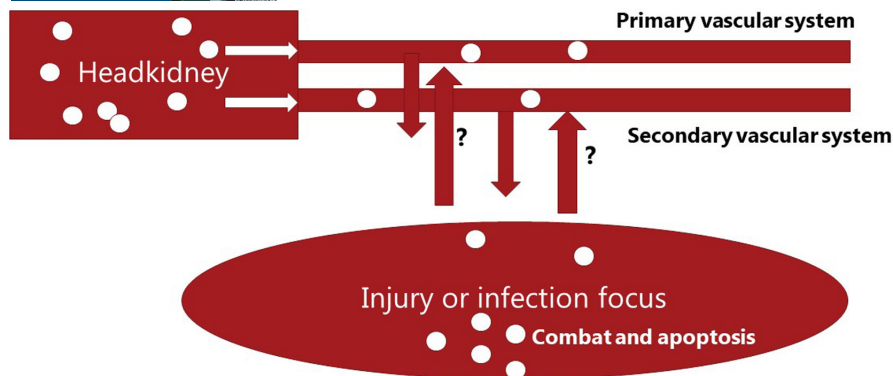 Primary vascular system
Headkidney
Secondary vascular system
?
?
Injury or infection focus
Combat and apoptosis